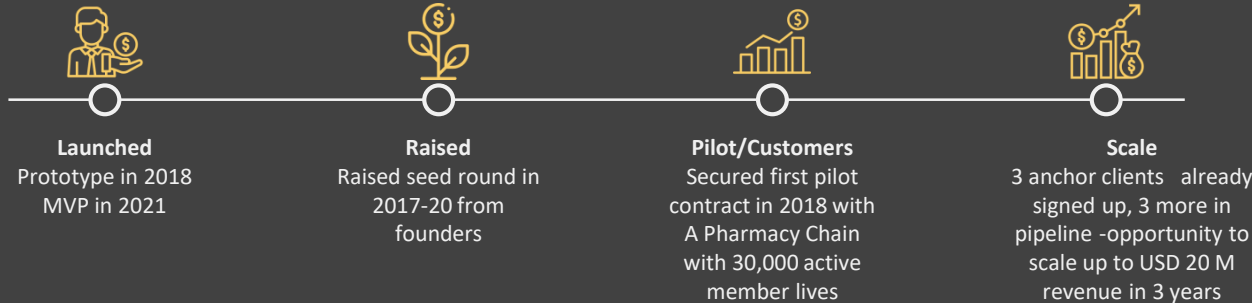 Launched
Prototype in 2018
MVP in 2021
Raised
Raised seed round in
2017-20 from
founders
Pilot/Customers
Secured first pilot
contract in 2018 with
A Pharmacy Chain
with 30,000 active
member lives
Scale
3 anchor clients already
signed up, 3 more in
pipeline -opportunity to
scale up to USD 20 M
revenue in 3 years